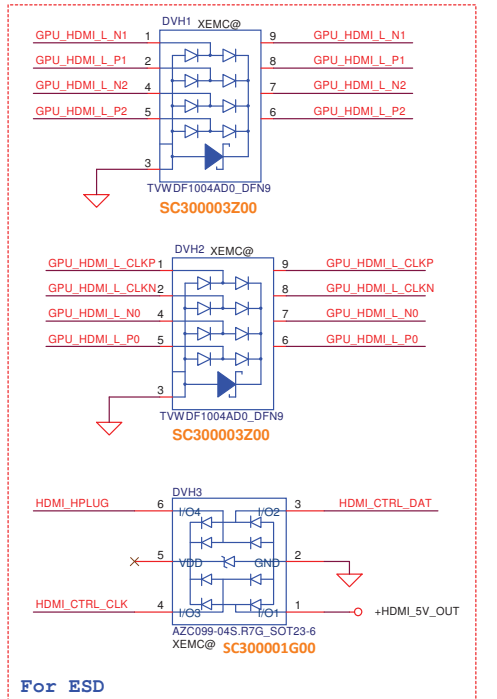 DVH1 XEMC@
GPU_HDMI_L_N1 1 9 GPU_HDMI_L_N1
GPU_HDMI_L_P1 2 8 GPU_HDMI_L_P1
GPU_HDMI_L_N2 4 7 GPU_HDMI_L_N2
GPU_HDMI_L_P2 5 6 GPU_HDMI_L_P2
3
TVWDF1004AD0_DFN9
SC300003Z00
DVH2 XEMC@
GPU_HDMI_L_CLKP 1 9 GPU_HDMI_L_CLKP
GPU_HDMI_L_CLKN 2 8 GPU_HDMI_L_CLKN
GPU_HDMI_L_N0 4 7 GPU_HDMI_L_N0
GPU_HDMI_L_P0 5 6 GPU_HDMI_L_P0
3
TVWDF1004AD0_DFN9
SC300003Z00
DVH3
HDMI_HPLUG 6 I/O4 I/O2 3 HDMI_CTRL_DAT
5 VDD GND 2
HDMI_CTRL_CLK 4 I/O3 I/O1 1 +HDMI_5V_OUT
AZC099-04S.R7G_SOT23-6
XEMC@ SC300001G00
For ESD